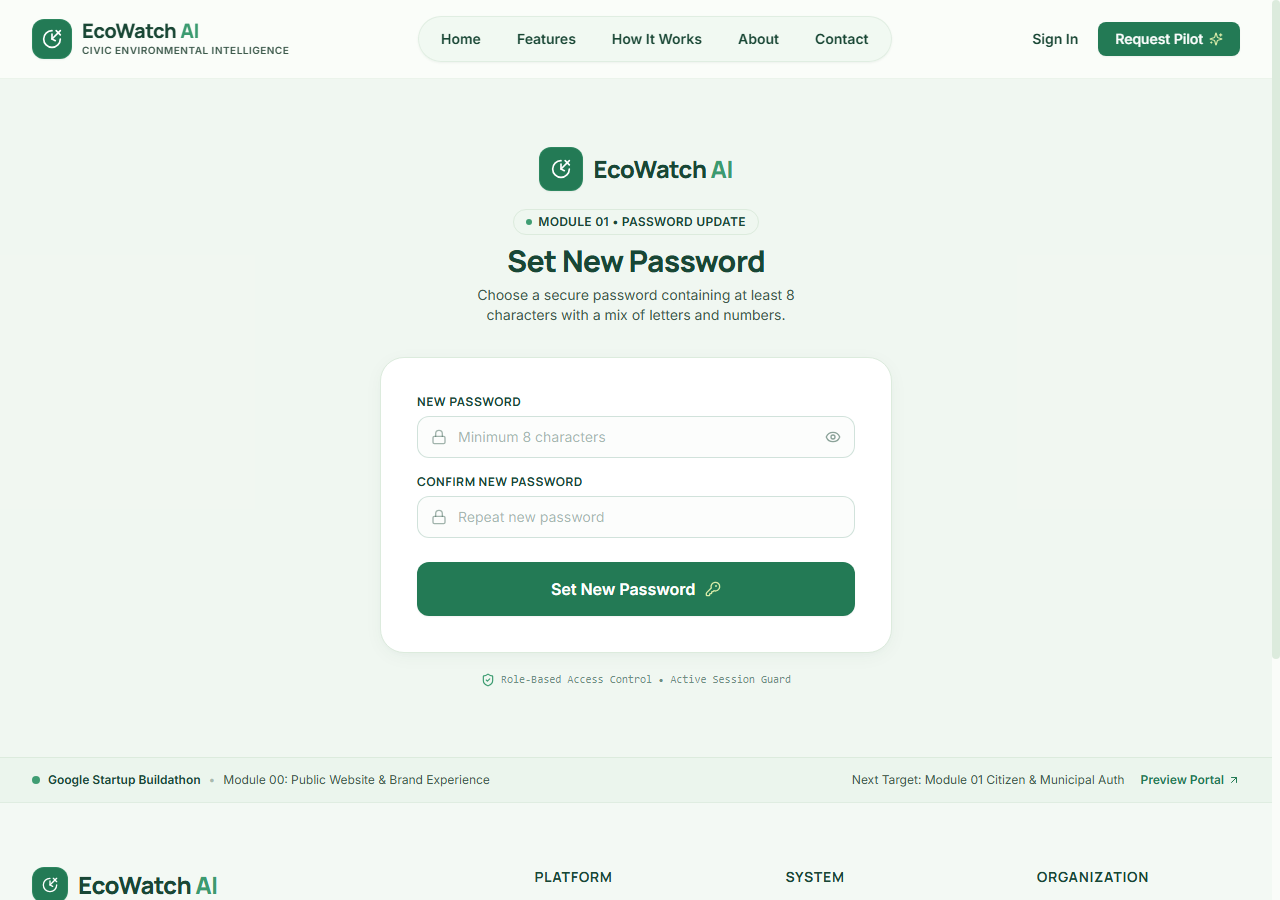 EcoWatch AI
CIVIC ENVIRONMENTAL INTELLIGENCE
Home
Features
How It Works
About
Contact
Sign In
Request Pilot
EcoWatch AI
MODULE 01 • PASSWORD UPDATE
Set New Password
Choose a secure password containing at least 8
characters with a mix of letters and numbers.
NEW PASSWORD
Minimum 8 characters
CONFIRM NEW PASSWORD
Repeat new password
Set New Password
Role-Based Access Control • Active Session Guard
Google Startup Buildathon • Module 00: Public Website & Brand Experience
Next Target: Module 01 Citizen & Municipal Auth
Preview Portal
EcoWatch AI
PLATFORM
SYSTEM
ORGANIZATION